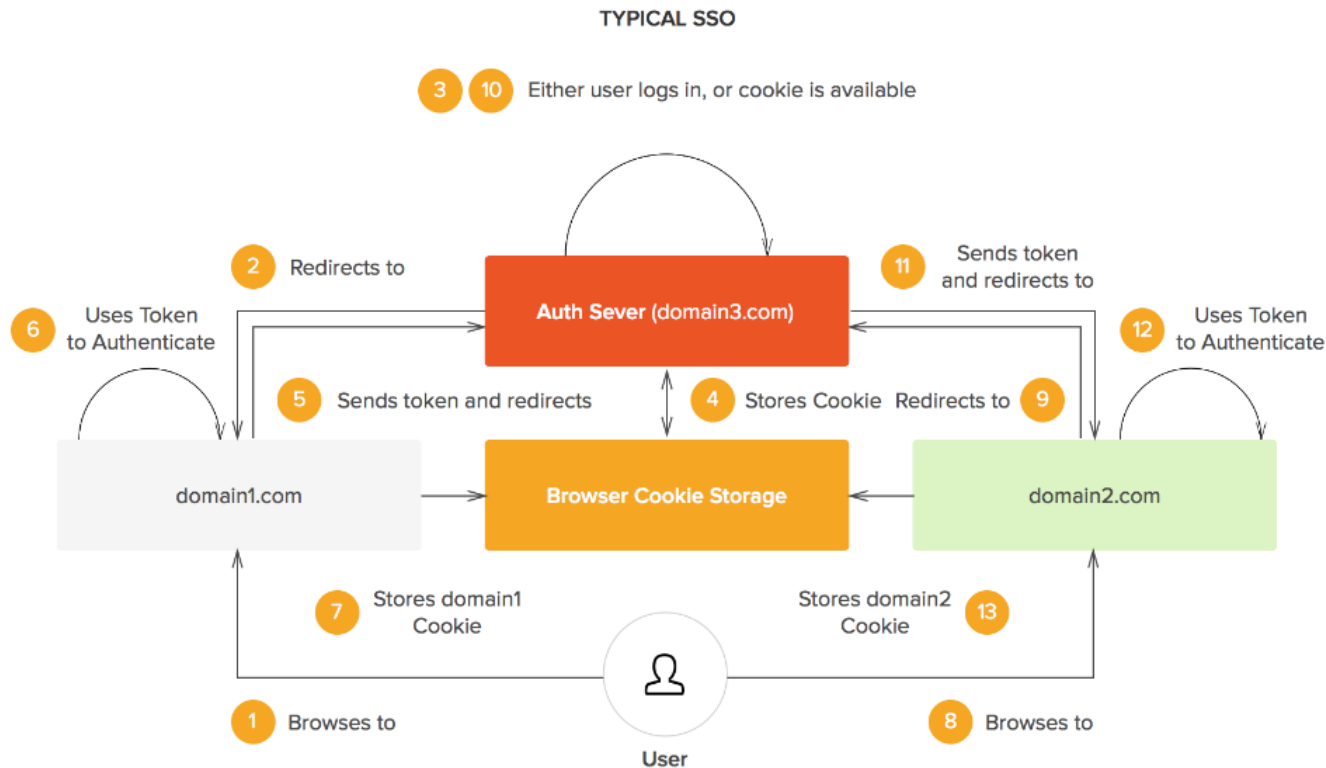 TYPICAL SSO
3 10 Either user logs in, or cookie is available
2 Redirects to
11 Sends token
and redirects to
6 Uses Token
to Authenticate
Auth Sever (domain3.com)
12 Uses Token
to Authenticate
5 Sends token and redirects
4 Stores Cookie
Redirects to 9
domain1.com
Browser Cookie Storage
domain2.com
7 Stores domain1
Cookie
Stores domain2 13
Cookie
1 Browses to
8 Browses to
User